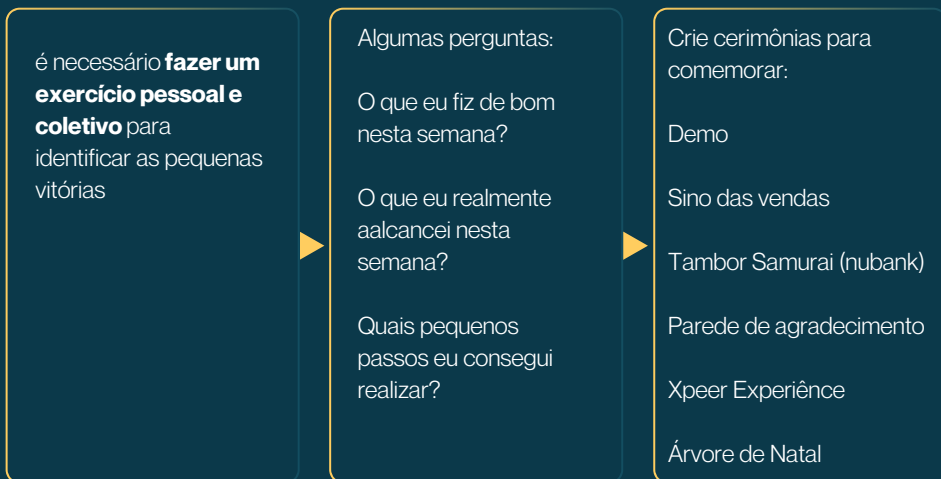 é necessário fazer um
exercício pessoal e
coletivo para
identificar as pequenas
vitórias
Algumas perguntas:
O que eu fiz de bom
nesta semana?
O que eu realmente
aalcancei nesta
semana?
Quais pequenos
passos eu consegui
realizar?
Crie cerimônias para
comemorar:
Demo
Sino das vendas
Tambor Samurai (nubank)
Parede de agradecimento
Xpeer Experiênce
Árvore de Natal